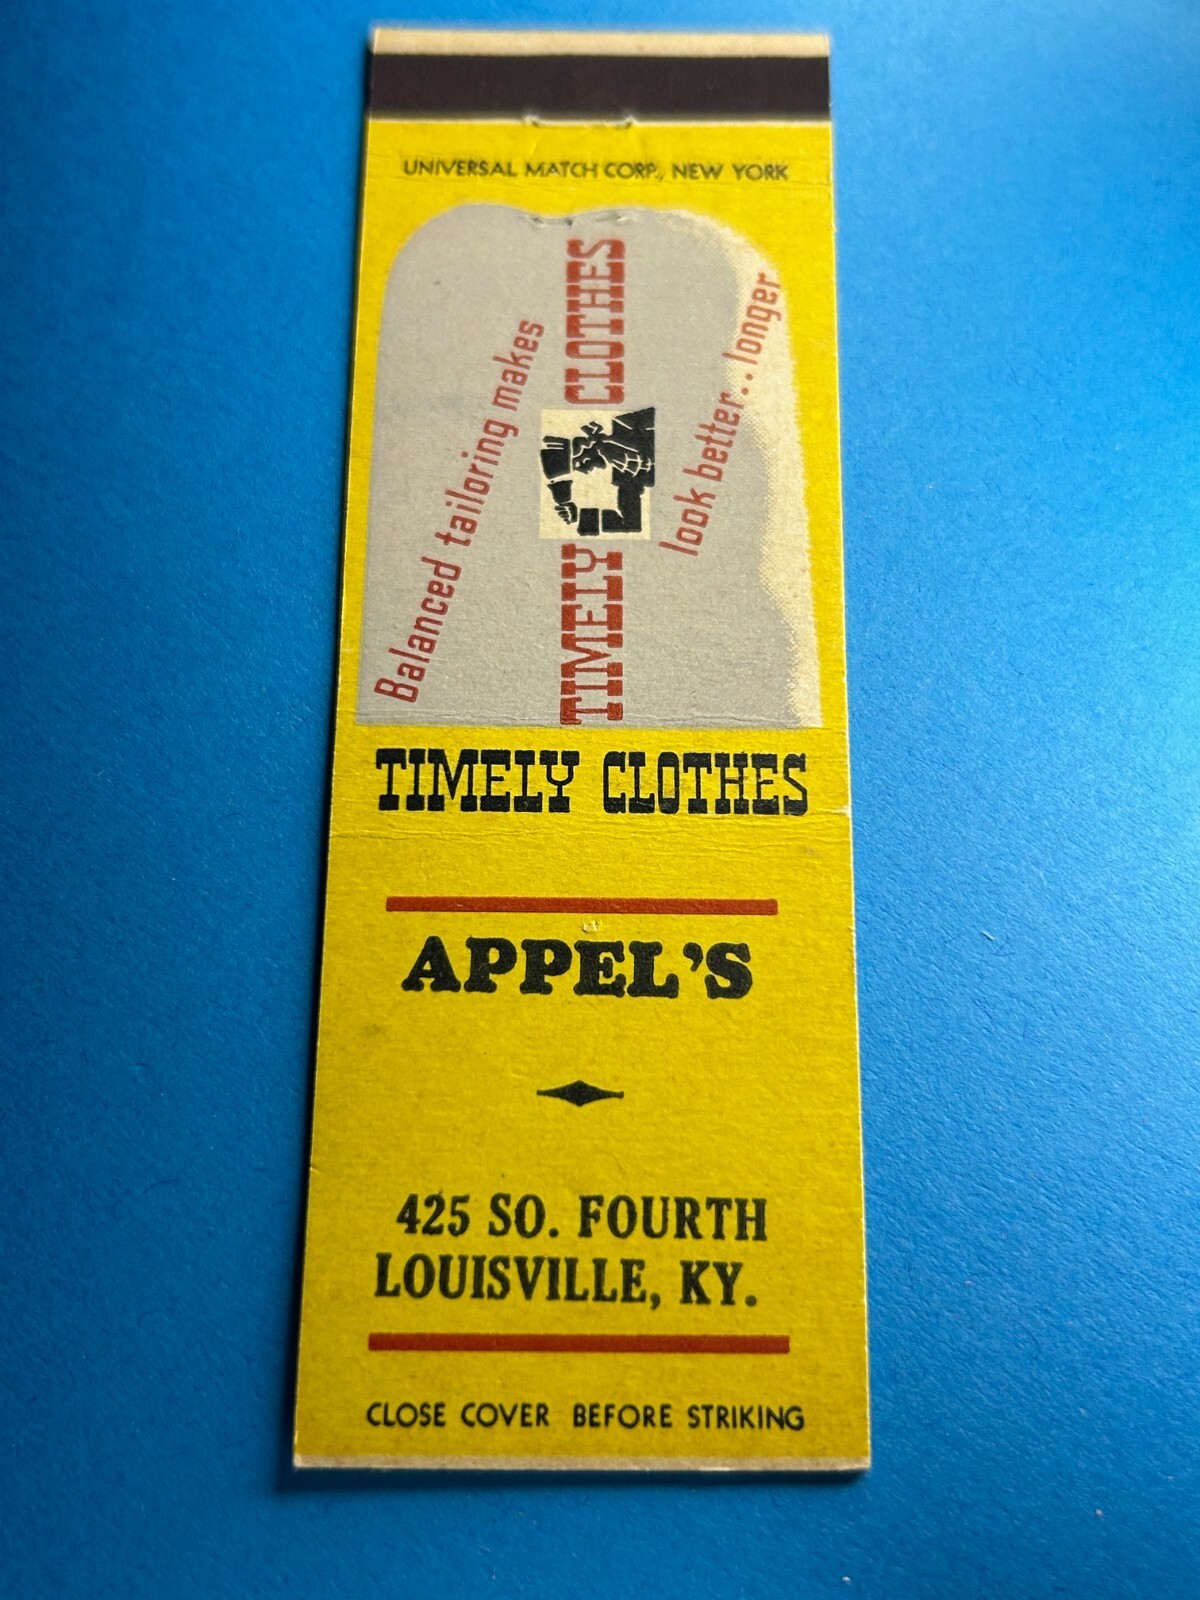 UNIVERSAL MATCH CORP., NEW YORK
Balanced tailoring makes
TIMELY CLOTHES
look better..longer
TIMELY CLOTHES
APPEL'S
425 SO. FOURTH
LOUISVILLE, KY.
CLOSE COVER BEFORE STRIKING